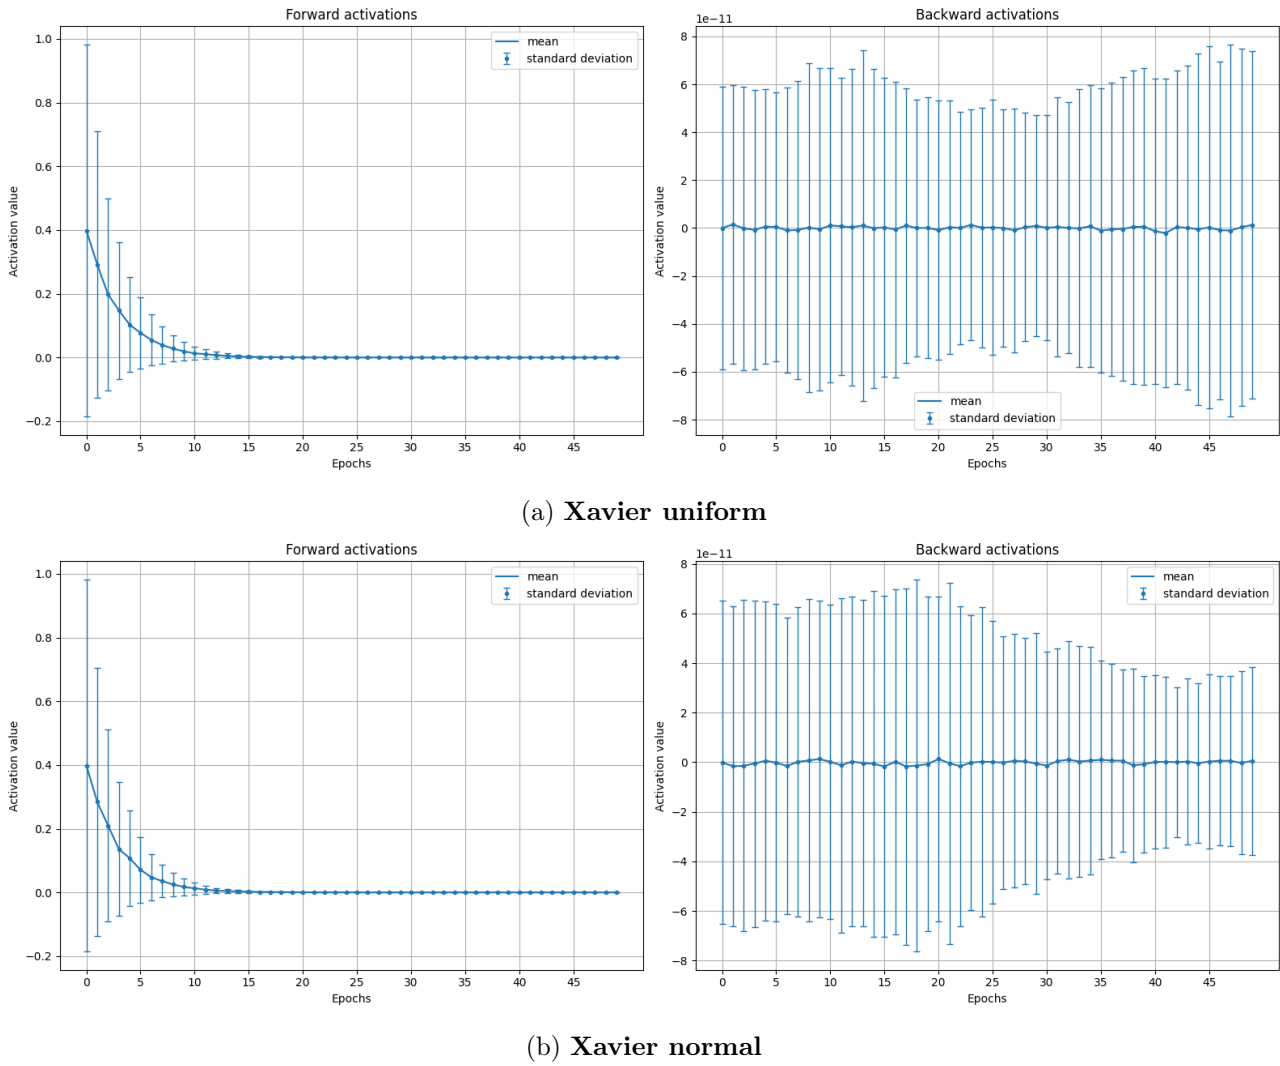 Forward activations
1.0
0.8
0.6
0.4
0.2
0.0
−0.2
Activation value
0 5 10 15 20 25 30 35 40 45
Epochs
mean
standard deviation
Backward activations
1e−11
8
6
4
2
0
−2
−4
−6
−8
Activation value
0 5 10 15 20 25 30 35 40 45
Epochs
mean
standard deviation
(a) Xavier uniform
Forward activations
1.0
0.8
0.6
0.4
0.2
0.0
−0.2
Activation value
0 5 10 15 20 25 30 35 40 45
Epochs
mean
standard deviation
Backward activations
1e−11
8
6
4
2
0
−2
−4
−6
−8
Activation value
0 5 10 15 20 25 30 35 40 45
Epochs
mean
standard deviation
(b) Xavier normal